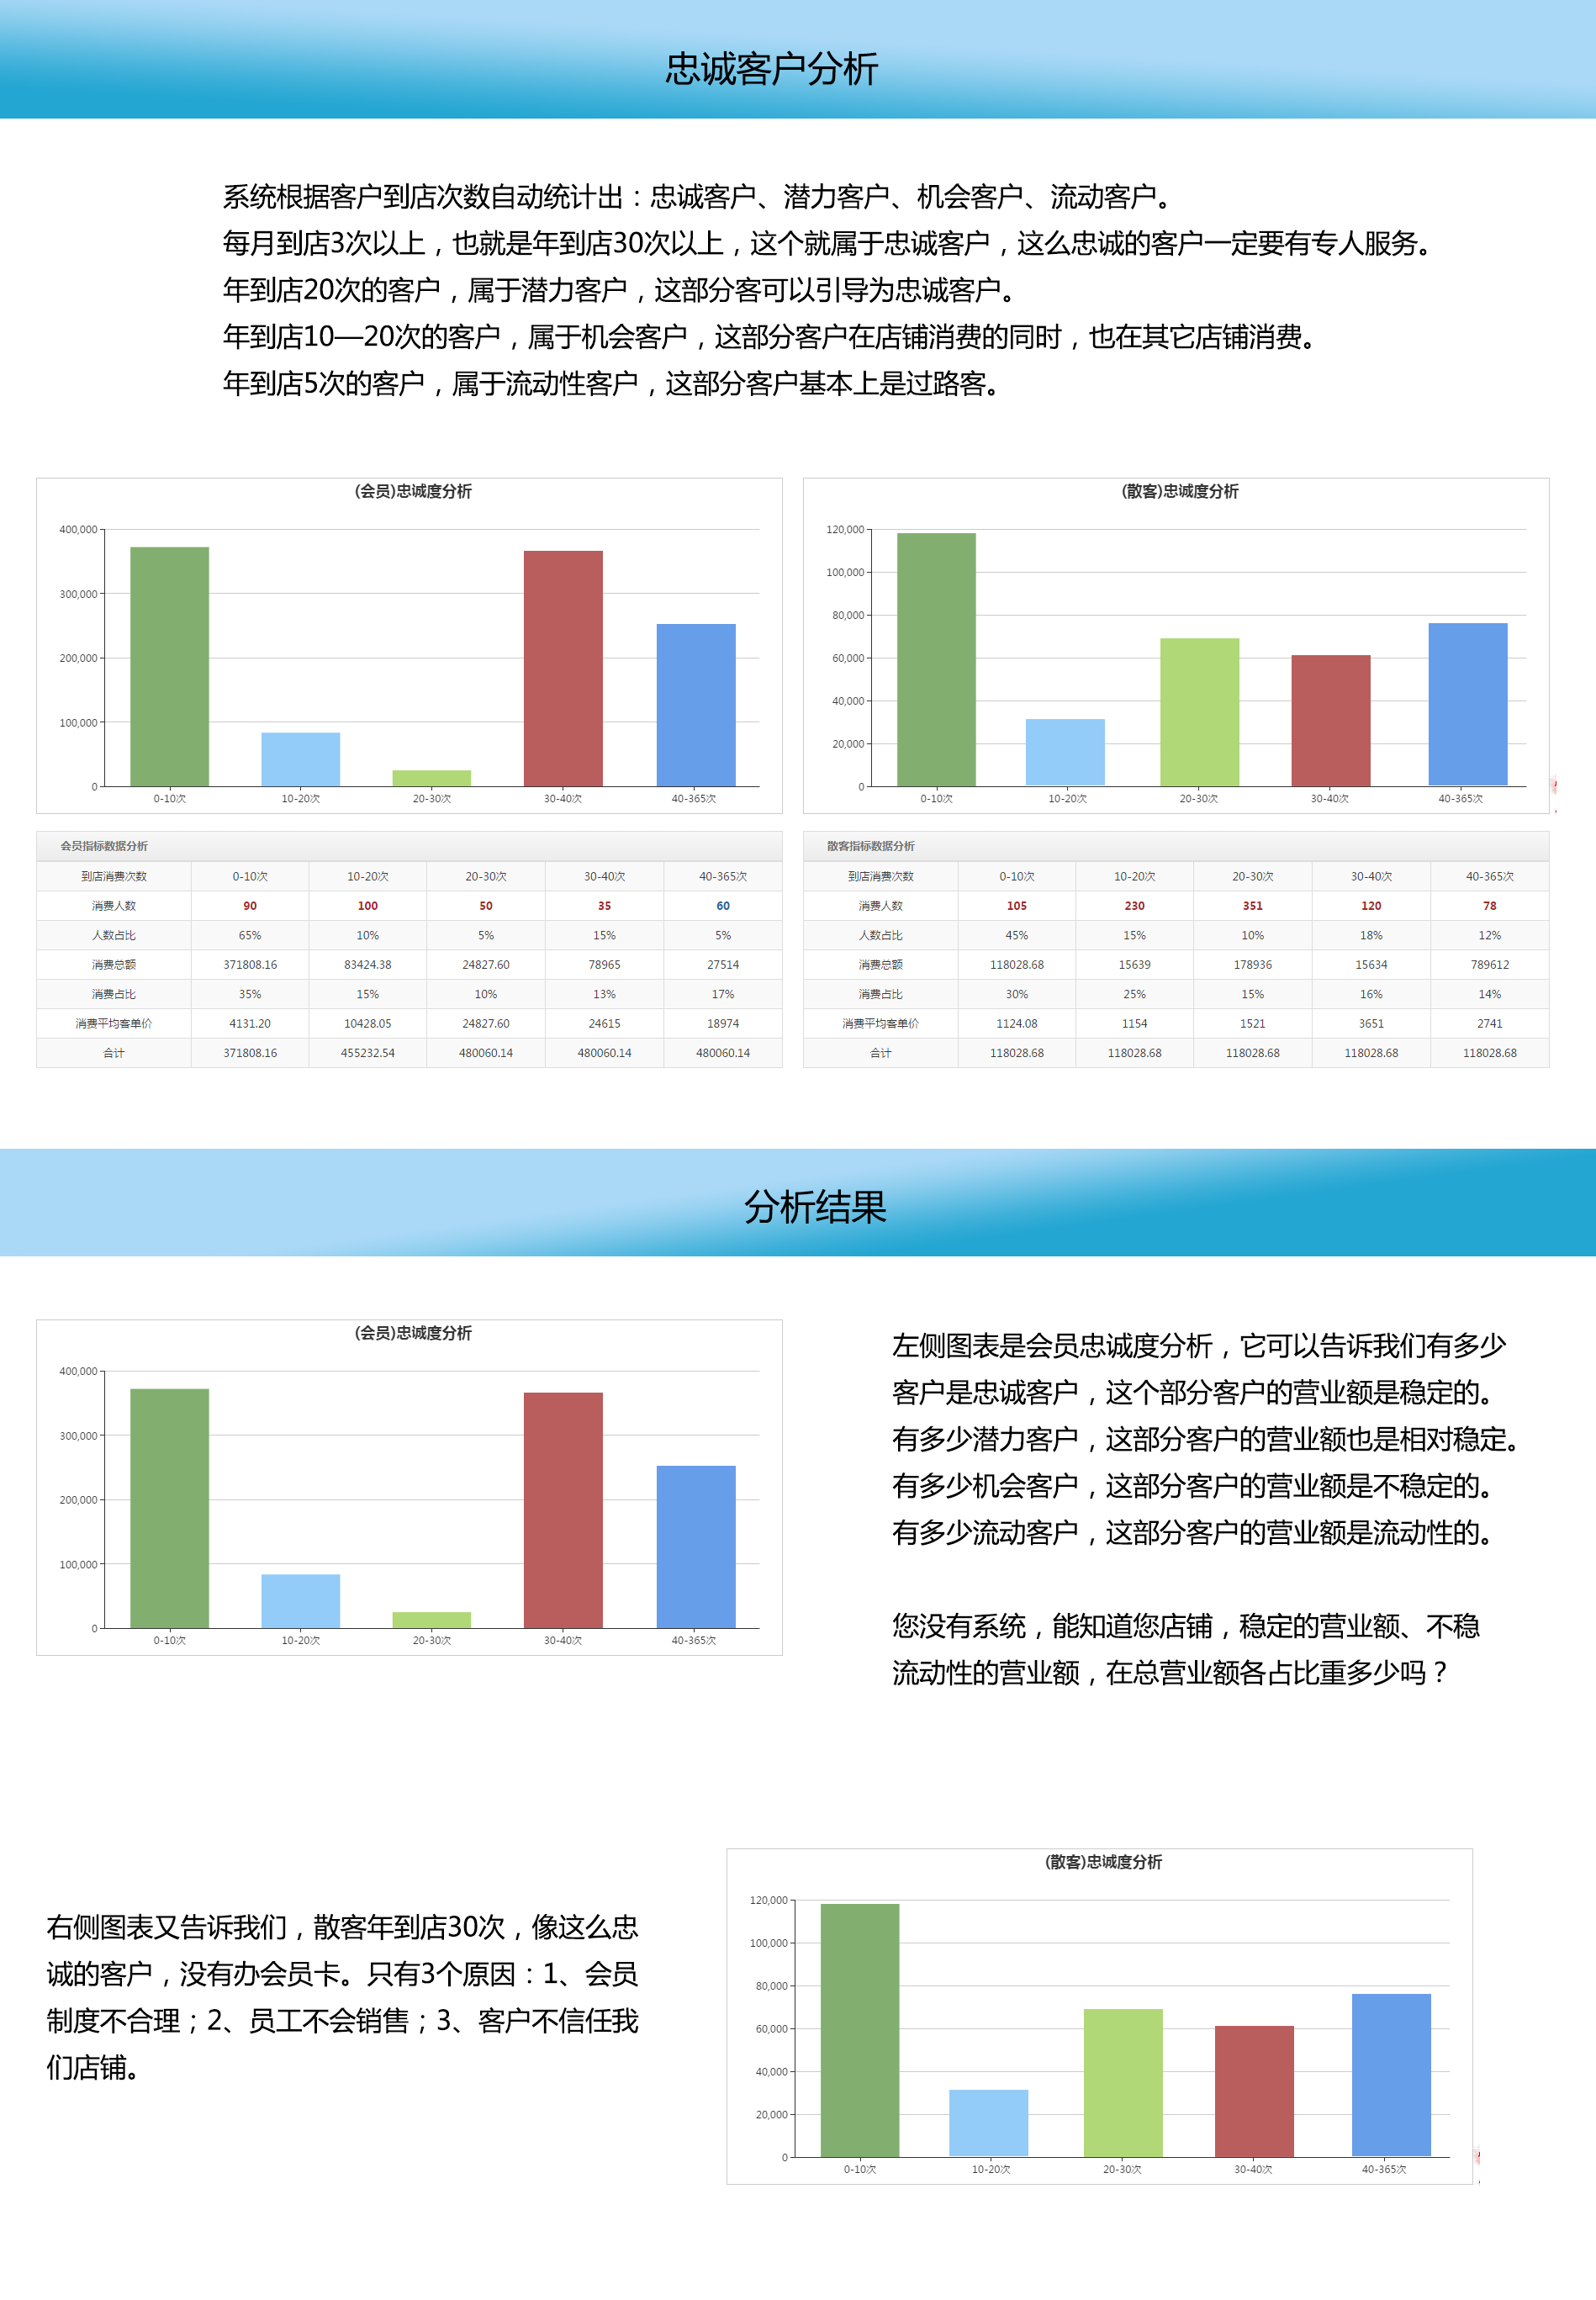 忠诚客户分析
系统根据客户到店次数自动统计出：忠诚客户、潜力客户、机会客户、流动客户。
每月到店3次以上，也就是年到店30次以上，这个就属于忠诚客户，这么忠诚的客户一定要有专人服务。
年到店20次的客户，属于潜力客户，这部分客可以引导为忠诚客户。
年到店10—20次的客户，属于机会客户，这部分客户在店铺消费的同时，也在其它店铺消费。
年到店5次的客户，属于流动性客户，这部分客户基本上是过路客。
(会员)忠诚度分析
400,000
300,000
200,000
100,000
0
0-10次 10-20次 20-30次 30-40次 40-365次
(散客)忠诚度分析
120,000
100,000
80,000
60,000
40,000
20,000
0
0-10次 10-20次 20-30次 30-40次 40-365次
会员指标数据分析
到店消费次数 0-10次 10-20次 20-30次 30-40次 40-365次
消费人数 90 100 50 35 60
人数占比 65% 10% 5% 15% 5%
消费总额 371808.16 83424.38 24827.60 78965 27514
消费占比 35% 15% 10% 13% 17%
消费平均客单价 4131.20 10428.05 24827.60 24615 18974
合计 371808.16 455232.54 480060.14 480060.14 480060.14
散客指标数据分析
到店消费次数 0-10次 10-20次 20-30次 30-40次 40-365次
消费人数 105 230 351 120 78
人数占比 45% 15% 10% 18% 12%
消费总额 118028.68 15639 178936 15634 789612
消费占比 30% 25% 15% 16% 14%
消费平均客单价 1124.08 1154 1521 3651 2741
合计 118028.68 118028.68 118028.68 118028.68 118028.68
分析结果
(会员)忠诚度分析
400,000
300,000
200,000
100,000
0
0-10次 10-20次 20-30次 30-40次 40-365次
左侧图表是会员忠诚度分析，它可以告诉我们有多少
客户是忠诚客户，这个部分客户的营业额是稳定的。
有多少潜力客户，这部分客户的营业额也是相对稳定。
有多少机会客户，这部分客户的营业额是不稳定的。
有多少流动客户，这部分客户的营业额是流动性的。
您没有系统，能知道您店铺，稳定的营业额、不稳
流动性的营业额，在总营业额各占比重多少吗？
右侧图表又告诉我们，散客年到店30次，像这么忠
诚的客户，没有办会员卡。只有3个原因：1、会员
制度不合理；2、员工不会销售；3、客户不信任我
们店铺。
(散客)忠诚度分析
120,000
100,000
80,000
60,000
40,000
20,000
0
0-10次 10-20次 20-30次 30-40次 40-365次